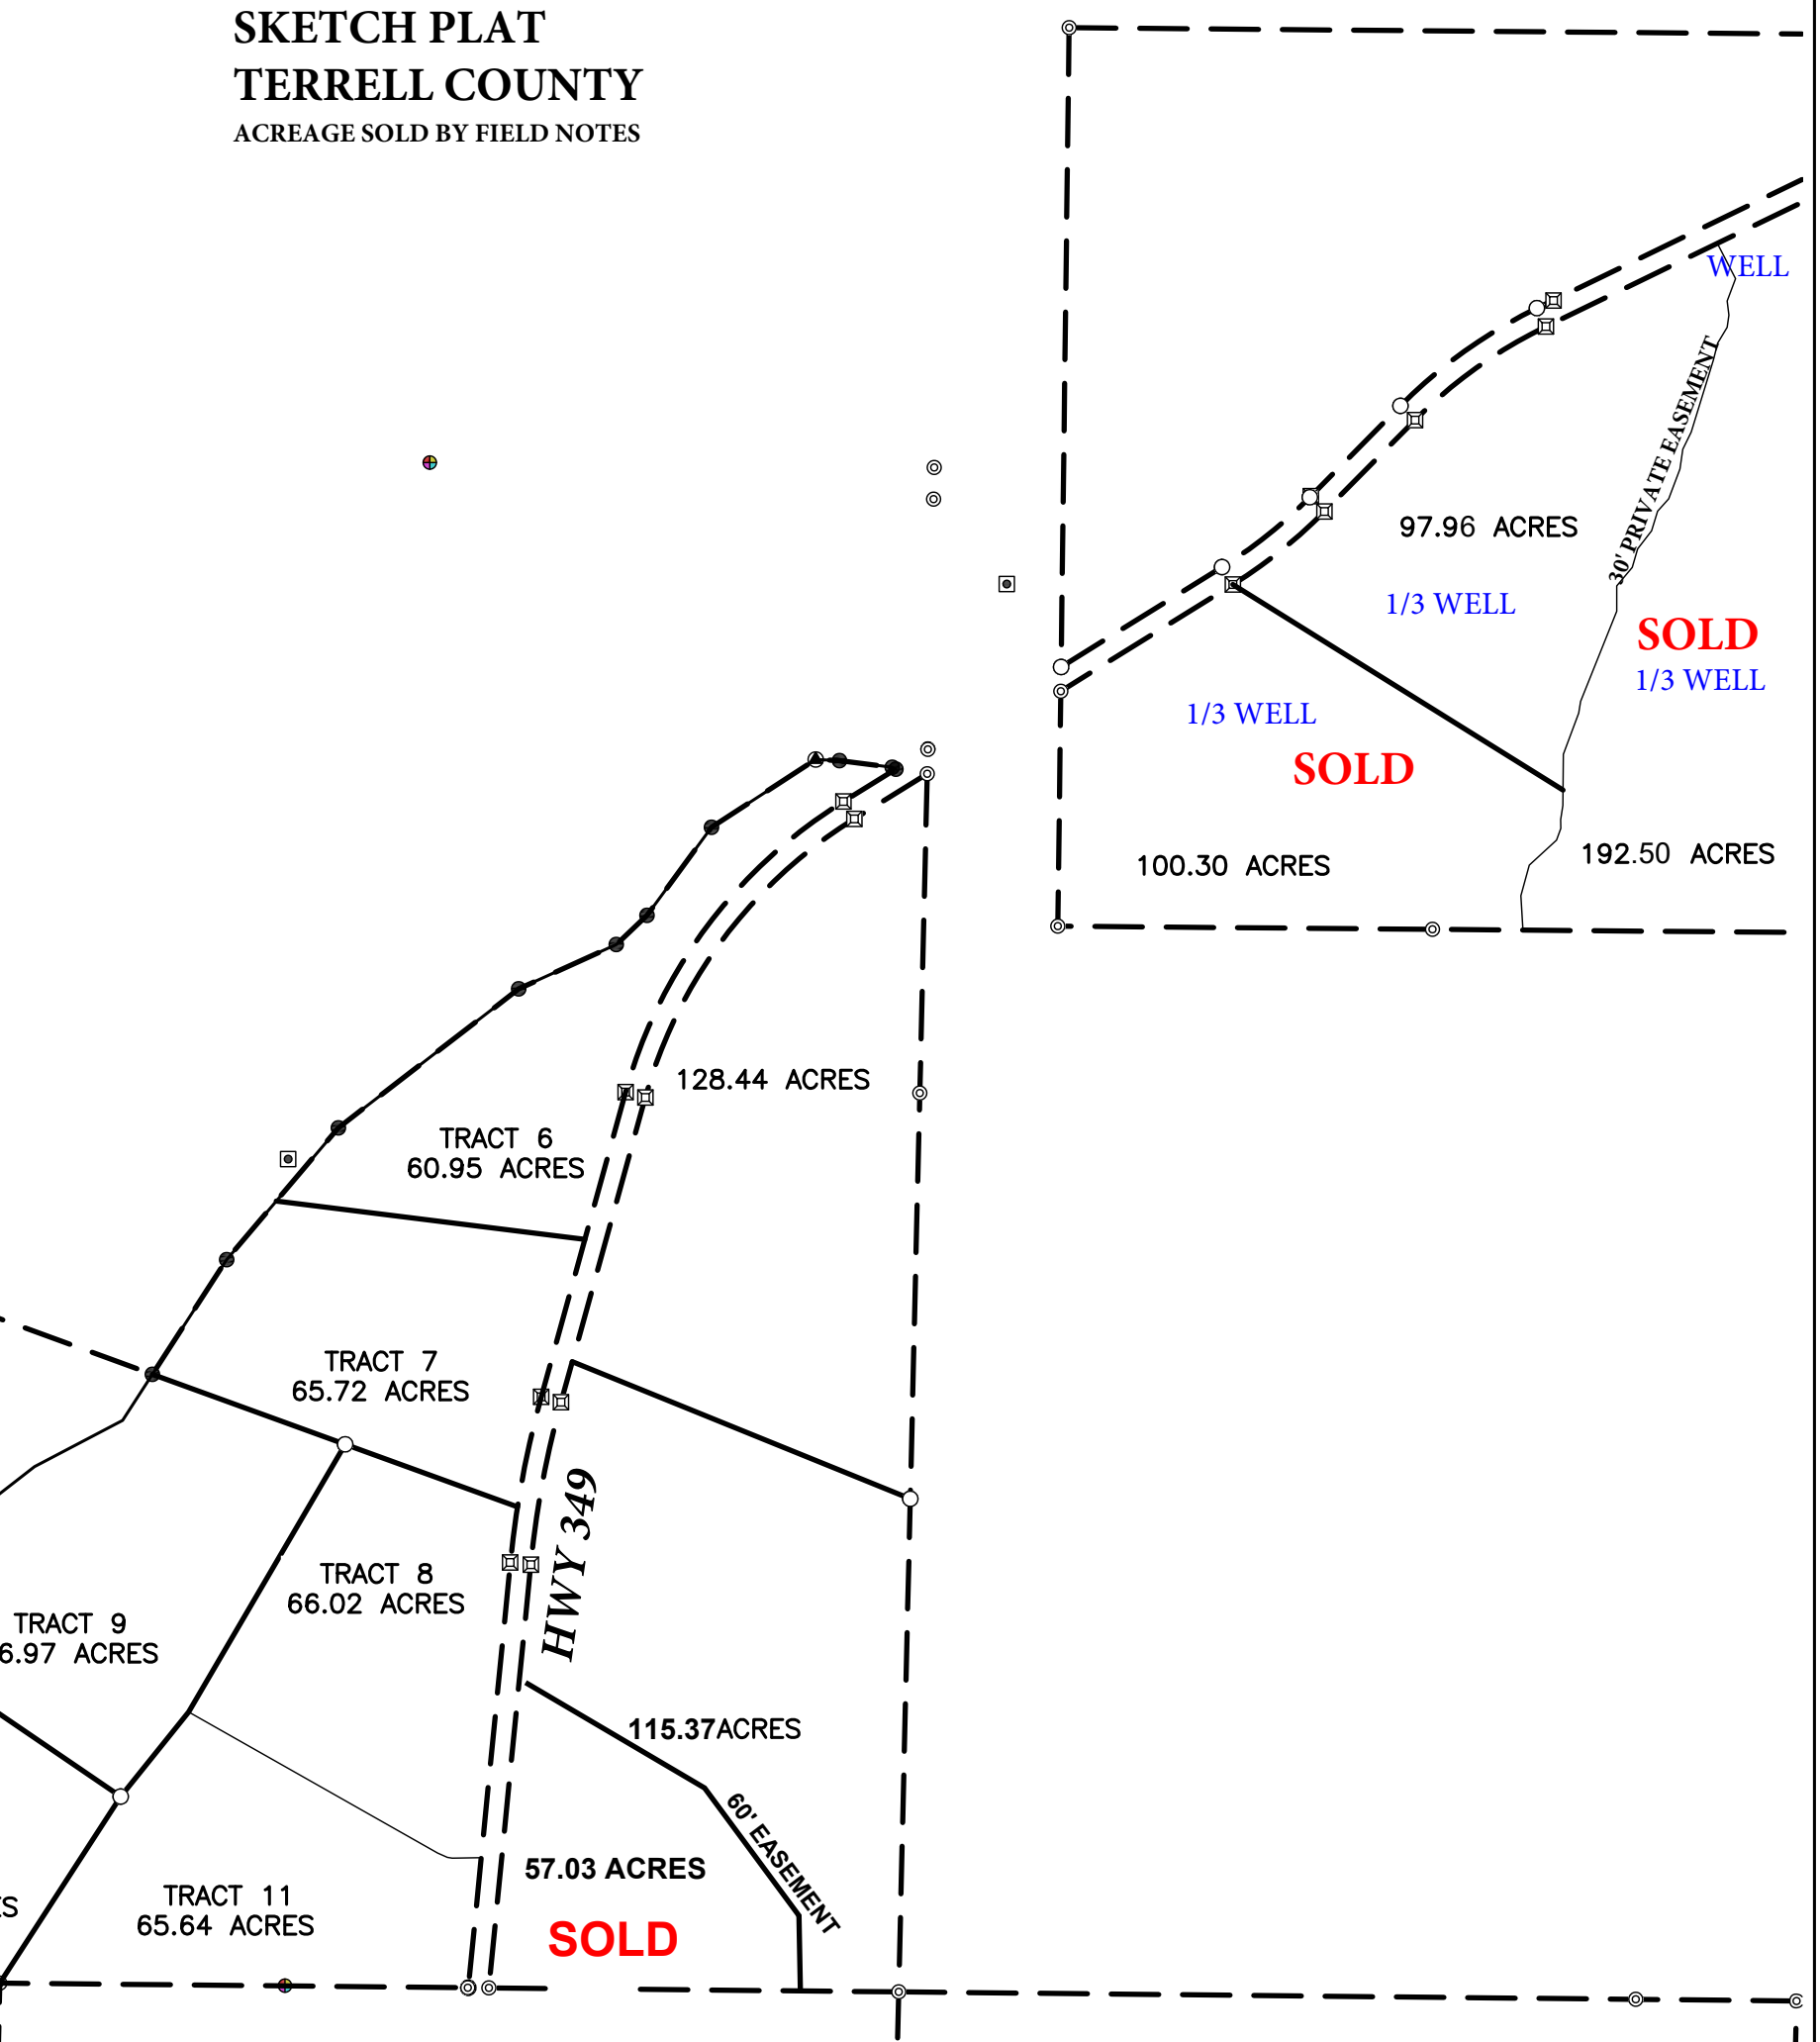 SKETCH PLAT
TERRELL COUNTY
ACREAGE SOLD BY FIELD NOTES
WELL
30' PRIVATE EASEMENT
97.96 ACRES
1/3 WELL
SOLD
1/3 WELL
1/3 WELL
SOLD
192.50 ACRES
100.30 ACRES
128.44 ACRES
TRACT 6
60.95 ACRES
TRACT 7
65.72 ACRES
HWY 349
TRACT 8
66.02 ACRES
TRACT 9
6.97 ACRES
115.37ACRES
60' EASEMENT
57.03 ACRES
TRACT 11
65.64 ACRES
SOLD